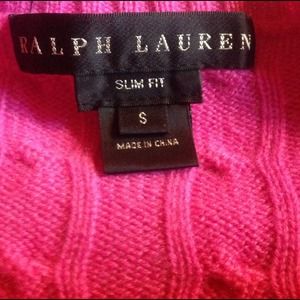 RALPH LAUREN
SLIM FIT
S
MADE IN CHINA